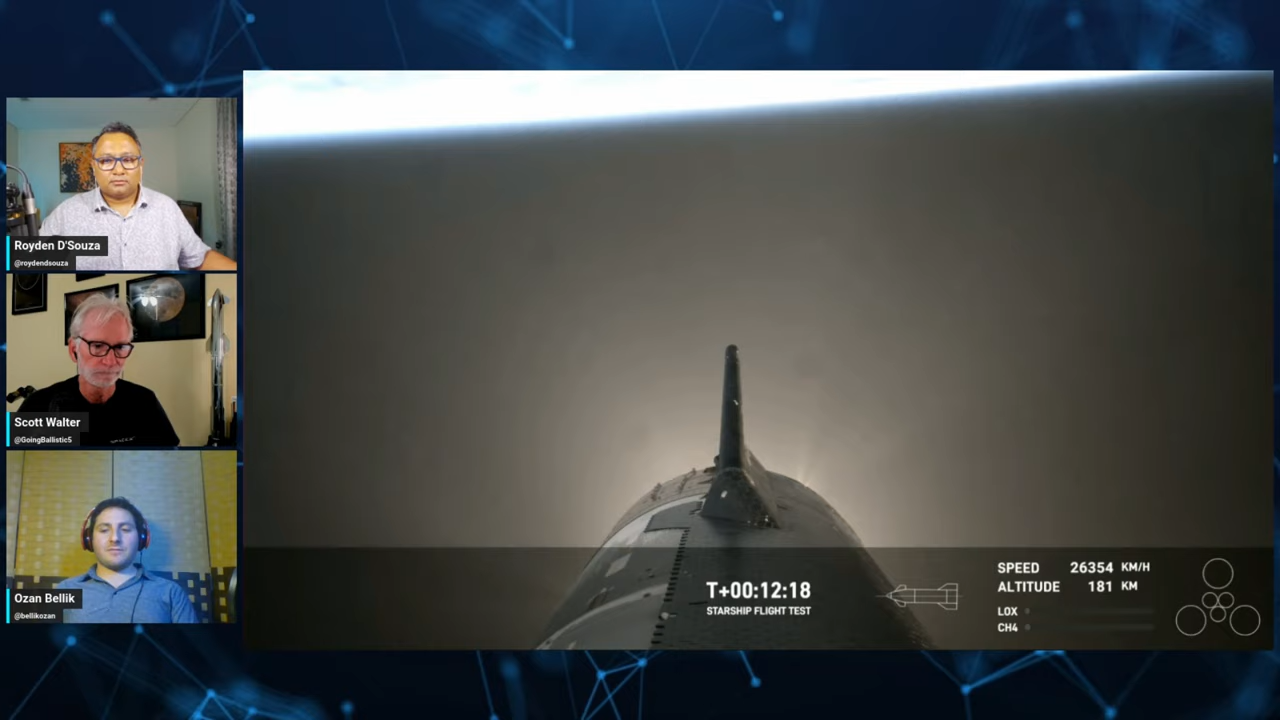 Royden D'Souza
@roydendsouza
Scott Walter
@GoingBallistic5
Ozan Bellik
@bellikozan
T+00:12:18
STARSHIP FLIGHT TEST
SPEED 26354 KM/H
ALTITUDE 181 KM
LOX
CH4